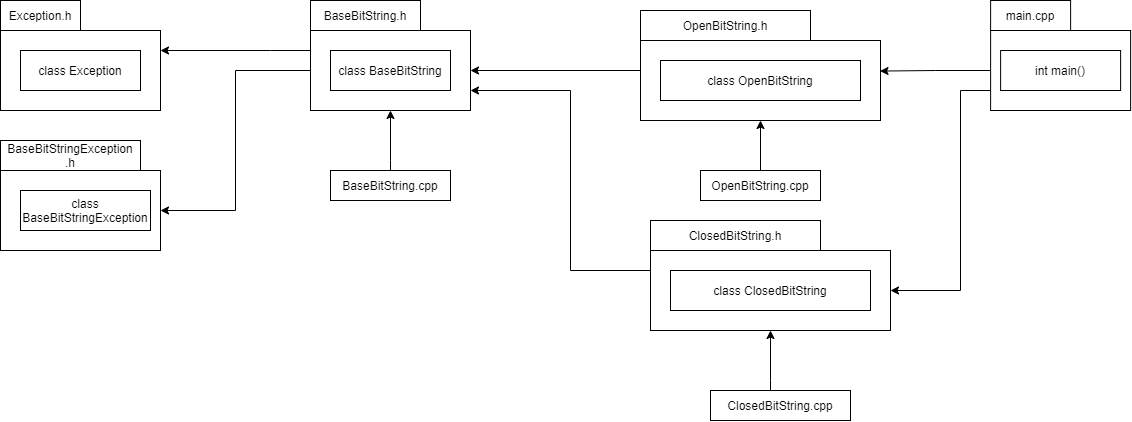 Exception.h
class Exception
BaseBitStringException
.h
class
BaseBitStringException
BaseBitString.h
class BaseBitString
BaseBitString.cpp
OpenBitString.h
class OpenBitString
OpenBitString.cpp
ClosedBitString.h
class ClosedBitString
ClosedBitString.cpp
main.cpp
int main()